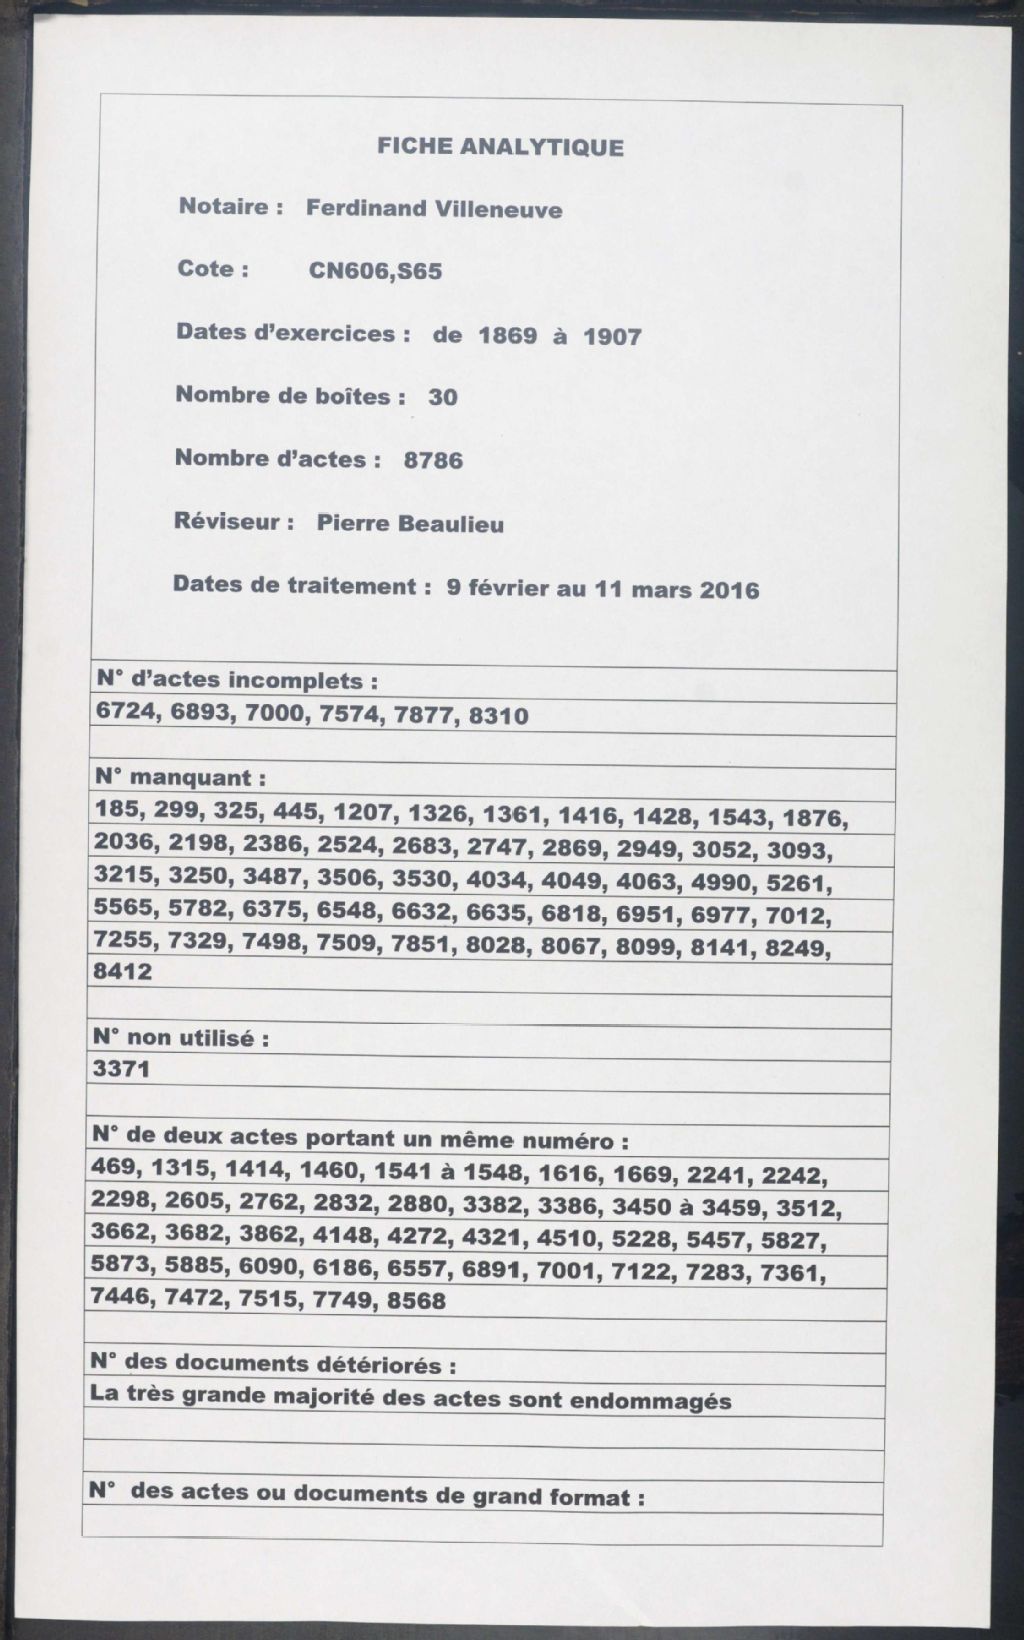 FICHE ANALYTIQUE
Notaire : Ferdinand Villeneuve
Cote : CN606,S65
Dates d'exercices : de 1869 à 1907
Nombre de boîtes : 30
Nombre d'actes : 8786
Réviseur : Pierre Beaulieu
Dates de traitement : 9 février au 11 mars 2016
N° d'actes incomplets :
6724, 6893, 7000, 7574, 7877, 8310
N° manquant :
185, 299, 325, 445, 1207, 1326, 1361, 1416, 1428, 1543, 1876,
2036, 2198, 2386, 2524, 2683, 2747, 2869, 2949, 3052, 3093,
3215, 3250, 3487, 3506, 3530, 4034, 4049, 4063, 4990, 5261,
5565, 5782, 6375, 6548, 6632, 6635, 6818, 6951, 6977, 7012,
7255, 7329, 7498, 7509, 7851, 8028, 8067, 8099, 8141, 8249,
8412
N° non utilisé :
3371
N° de deux actes portant un même numéro :
469, 1315, 1414, 1460, 1541 à 1548, 1616, 1669, 2241, 2242,
2298, 2605, 2762, 2832, 2880, 3382, 3386, 3450 à 3459, 3512,
3662, 3682, 3862, 4148, 4272, 4321, 4510, 5228, 5457, 5827,
5873, 5885, 6090, 6186, 6557, 6891, 7001, 7122, 7283, 7361,
7446, 7472, 7515, 7749, 8568
N° des documents détériorés :
La très grande majorité des actes sont endommagés
N° des actes ou documents de grand format :